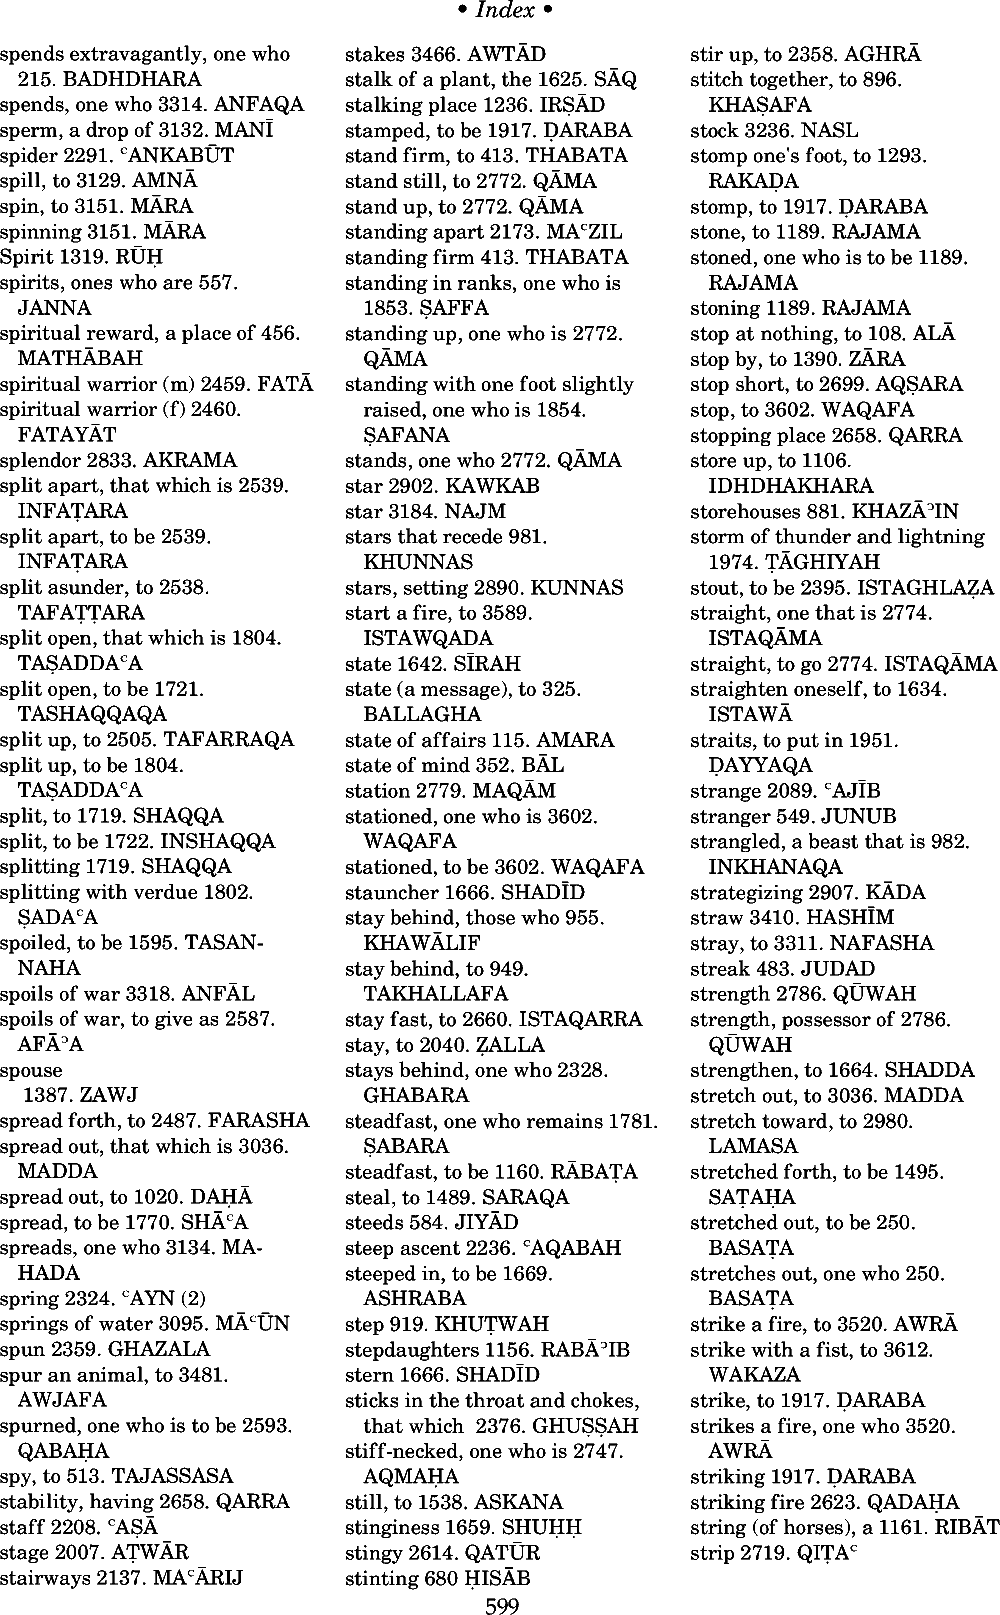 • Index •
spends extravagantly, one who
215. BADHDHARA
spends, one who 3314. ANFAQA
sperm, a drop of 3132. MANĪ
spider 2291. ᶜANKABŪT
spill, to 3129. AMNĀ
spin, to 3151. MĀRA
spinning 3151. MĀRA
Spirit 1319. RŪḤ
spirits, ones who are 557.
JANNA
spiritual reward, a place of 456.
MATHĀBAH
spiritual warrior (m) 2459. FATĀ
spiritual warrior (f) 2460.
FATAYĀT
splendor 2833. AKRAMA
split apart, that which is 2539.
INFAṬARA
split apart, to be 2539.
INFAṬARA
split asunder, to 2538.
TAFAṬṬARA
split open, that which is 1804.
TAṢADDAᶜA
split open, to be 1721.
TASHAQQAQA
split up, to 2505. TAFARRAQA
split up, to be 1804.
TAṢADDAᶜA
split, to 1719. SHAQQA
split, to be 1722. INSHAQQA
splitting 1719. SHAQQA
splitting with verdue 1802.
ṢADAᶜA
spoiled, to be 1595. TASAN-
NAHA
spoils of war 3318. ANFĀL
spoils of war, to give as 2587.
AFĀᵓA
spouse
1387. ZAWJ
spread forth, to 2487. FARASHA
spread out, that which is 3036.
MADDA
spread out, to 1020. DAḤĀ
spread, to be 1770. SHĀᶜA
spreads, one who 3134. MA-
HADA
spring 2324. ᶜAYN (2)
springs of water 3095. MĀᶜŪN
spun 2359. GHAZALA
spur an animal, to 3481.
AWJAFA
spurned, one who is to be 2593.
QABAḤA
spy, to 513. TAJASSASA
stability, having 2658. QARRA
staff 2208. ᶜAṢĀ
stage 2007. AṬWĀR
stairways 2137. MAᶜĀRIJ
stakes 3466. AWTĀD
stalk of a plant, the 1625. SĀQ
stalking place 1236. IRṢĀD
stamped, to be 1917. ḌARABA
stand firm, to 413. THABATA
stand still, to 2772. QĀMA
stand up, to 2772. QĀMA
standing apart 2173. MAᶜZIL
standing firm 413. THABATA
standing in ranks, one who is
1853. ṢAFFA
standing up, one who is 2772.
QĀMA
standing with one foot slightly
raised, one who is 1854.
ṢAFANA
stands, one who 2772. QĀMA
star 2902. KAWKAB
star 3184. NAJM
stars that recede 981.
KHUNNAS
stars, setting 2890. KUNNAS
start a fire, to 3589.
ISTAWQADA
state 1642. SĪRAH
state (a message), to 325.
BALLAGHA
state of affairs 115. AMARA
state of mind 352. BĀL
station 2779. MAQĀM
stationed, one who is 3602.
WAQAFA
stationed, to be 3602. WAQAFA
stauncher 1666. SHADĪD
stay behind, those who 955.
KHAWĀLIF
stay behind, to 949.
TAKHALLAFA
stay fast, to 2660. ISTAQARRA
stay, to 2040. ẒALLA
stays behind, one who 2328.
GHABARA
steadfast, one who remains 1781.
ṢABARA
steadfast, to be 1160. RĀBAṬA
steal, to 1489. SARAQA
steeds 584. JIYĀD
steep ascent 2236. ᶜAQABAH
steeped in, to be 1669.
ASHRABA
step 919. KHUṬWAH
stepdaughters 1156. RABĀᵓIB
stern 1666. SHADĪD
sticks in the throat and chokes,
that which 2376. GHUṢṢAH
stiff-necked, one who is 2747.
AQMAḤA
still, to 1538. ASKANA
stinginess 1659. SHUḤḤ
stingy 2614. QATŪR
stinting 680 ḤISĀB
stir up, to 2358. AGHRĀ
stitch together, to 896.
KHAṢAFA
stock 3236. NASL
stomp one's foot, to 1293.
RAKAḌA
stomp, to 1917. ḌARABA
stone, to 1189. RAJAMA
stoned, one who is to be 1189.
RAJAMA
stoning 1189. RAJAMA
stop at nothing, to 108. ALĀ
stop by, to 1390. ZĀRA
stop short, to 2699. AQṢARA
stop, to 3602. WAQAFA
stopping place 2658. QARRA
store up, to 1106.
IDHDHAKHARA
storehouses 881. KHAZĀᵓIN
storm of thunder and lightning
1974. ṬĀGHIYAH
stout, to be 2395. ISTAGHLAẒA
straight, one that is 2774.
ISTAQĀMA
straight, to go 2774. ISTAQĀMA
straighten oneself, to 1634.
ISTAWĀ
straits, to put in 1951.
ḌAYYAQA
strange 2089. ᶜAJĪB
stranger 549. JUNUB
strangled, a beast that is 982.
INKHANAQA
strategizing 2907. KĀDA
straw 3410. HASHĪM
stray, to 3311. NAFASHA
streak 483. JUDAD
strength 2786. QŪWAH
strength, possessor of 2786.
QŪWAH
strengthen, to 1664. SHADDA
stretch out, to 3036. MADDA
stretch toward, to 2980.
LAMASA
stretched forth, to be 1495.
SAṬAḤA
stretched out, to be 250.
BASAṬA
stretches out, one who 250.
BASAṬA
strike a fire, to 3520. AWRĀ
strike with a fist, to 3612.
WAKAZA
strike, to 1917. ḌARABA
strikes a fire, one who 3520.
AWRĀ
striking 1917. ḌARABA
striking fire 2623. QADAḤA
string (of horses), a 1161. RIBĀT
strip 2719. QIṬAᶜ
599